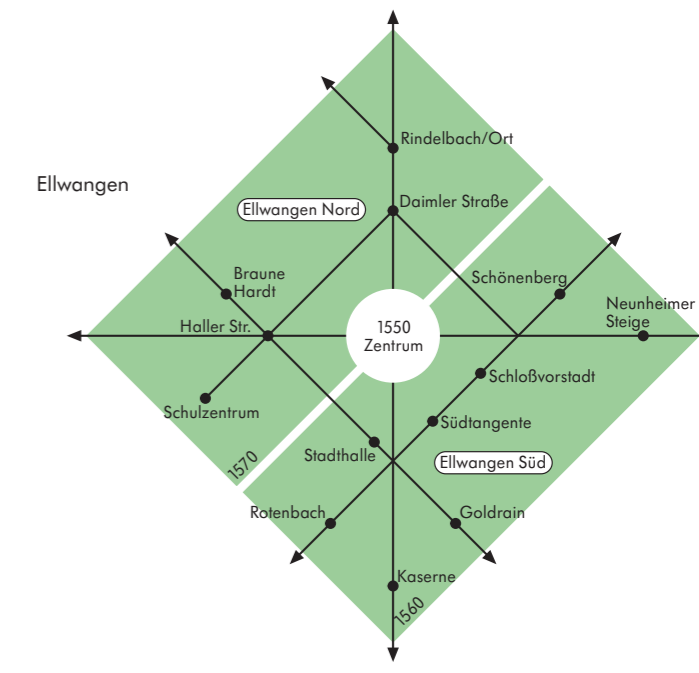 Ellwangen
Rindelbach/Ort
Ellwangen Nord
Daimler Straße
Braune
Hardt
Schönenberg
Neunheimer
Steige
Haller Str.
1550
Zentrum
Schloßvorstadt
Schulzentrum
Südtangente
Stadthalle
Ellwangen Süd
1570
Rotenbach
Goldrain
Kaserne
1560